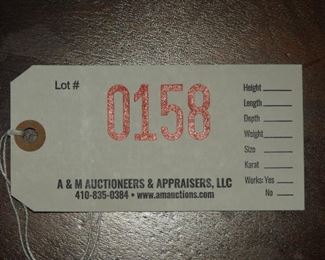 Lot # 0158
Height
Length
Depth
Weight
Size
Karat
Works: Yes
No
A & M AUCTIONEERS & APPRAISERS, LLC
410-835-0384 • www.amauctions.com